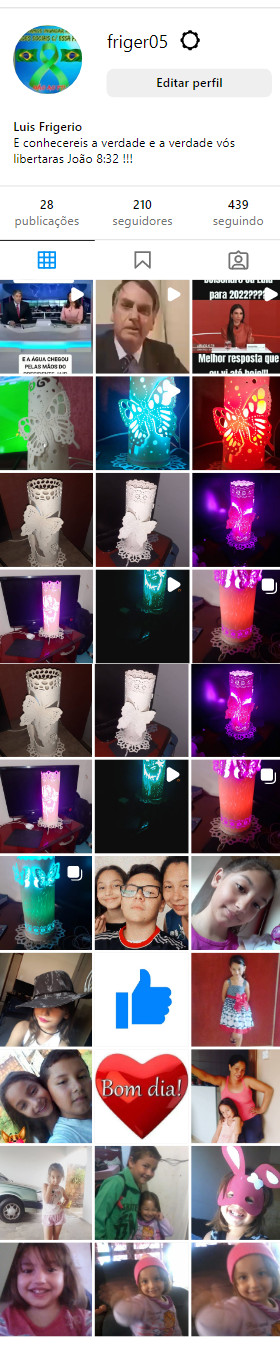 friger05
Editar perfil
Luis Frigerio
E conhecereis a verdade e a verdade vós
libertaras João 8:32 !!!
28
publicações
210
seguidores
439
seguindo
para 2022????
E A ÁGUA CHEGOU
PELAS MÃOS DO
Melhor resposta que
Bom dia!